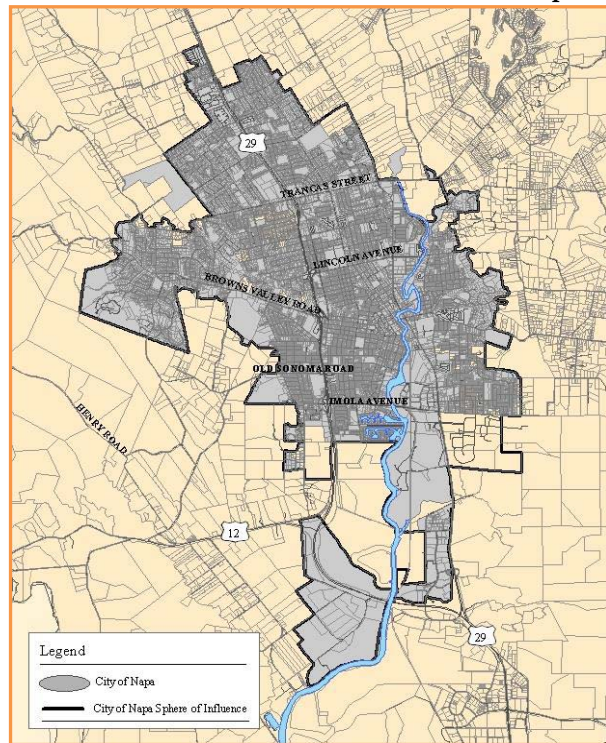 29
TRANCAS STREET
LINCOLN AVENUE
BROWNS VALLEY ROAD
OLD SONOMA ROAD
IMOLA AVENUE
HENRY ROAD
12
29
Legend
City of Napa
City of Napa Sphere of Influence